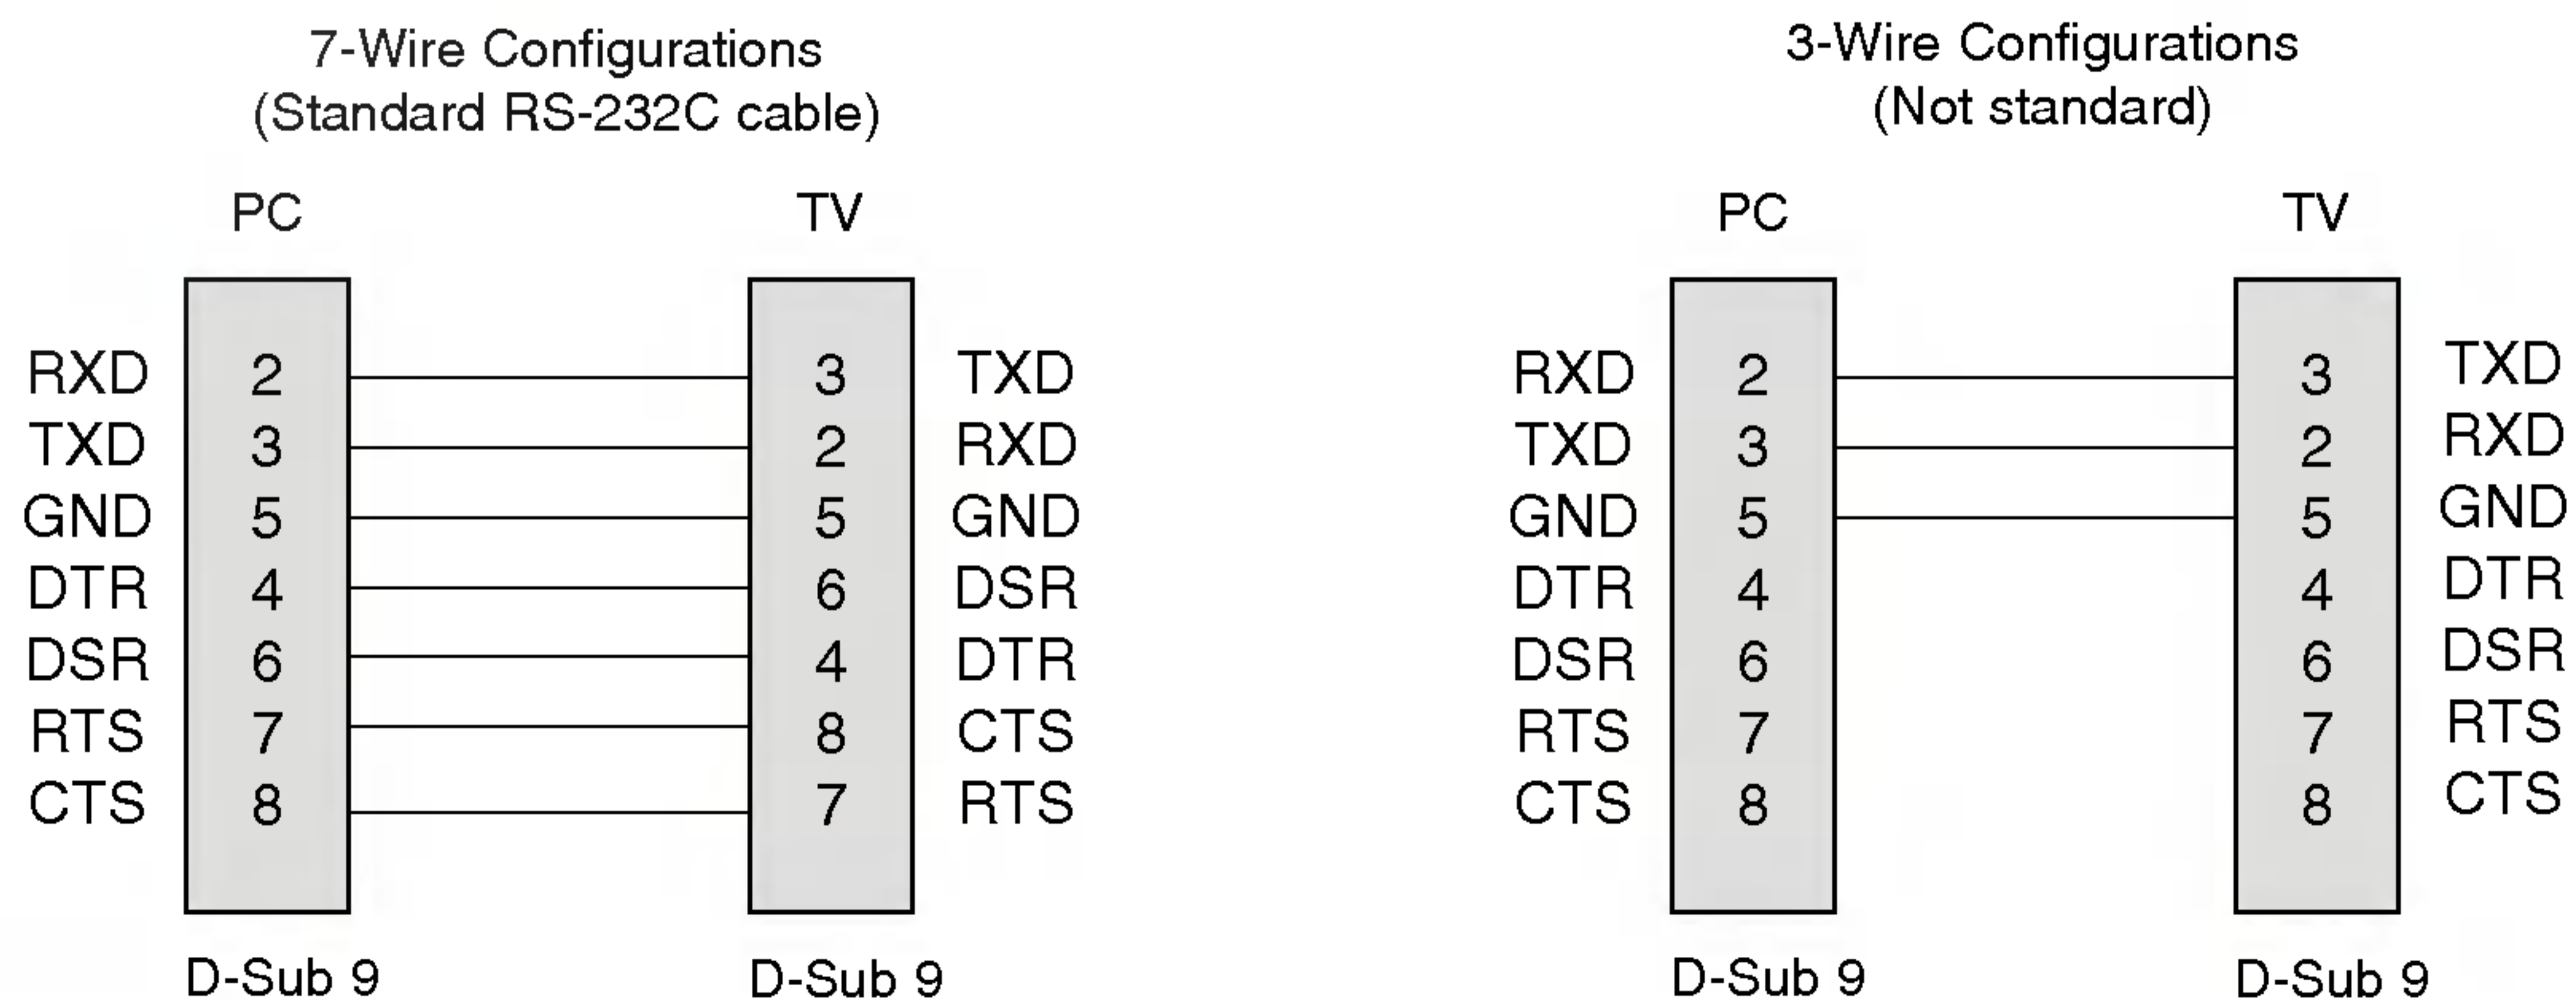 7-Wire Configurations
(Standard RS-232C cable)
PC TV
RXD 2 3 TXD
TXD 3 2 RXD
GND 5 5 GND
DTR 4 6 DSR
DSR 6 4 DTR
RTS 7 8 CTS
CTS 8 7 RTS
D-Sub 9 D-Sub 9
3-Wire Configurations
(Not standard)
PC TV
RXD 2 3 TXD
TXD 3 2 RXD
GND 5 5 GND
DTR 4 4 DTR
DSR 6 6 DSR
RTS 7 7 RTS
CTS 8 8 CTS
D-Sub 9 D-Sub 9